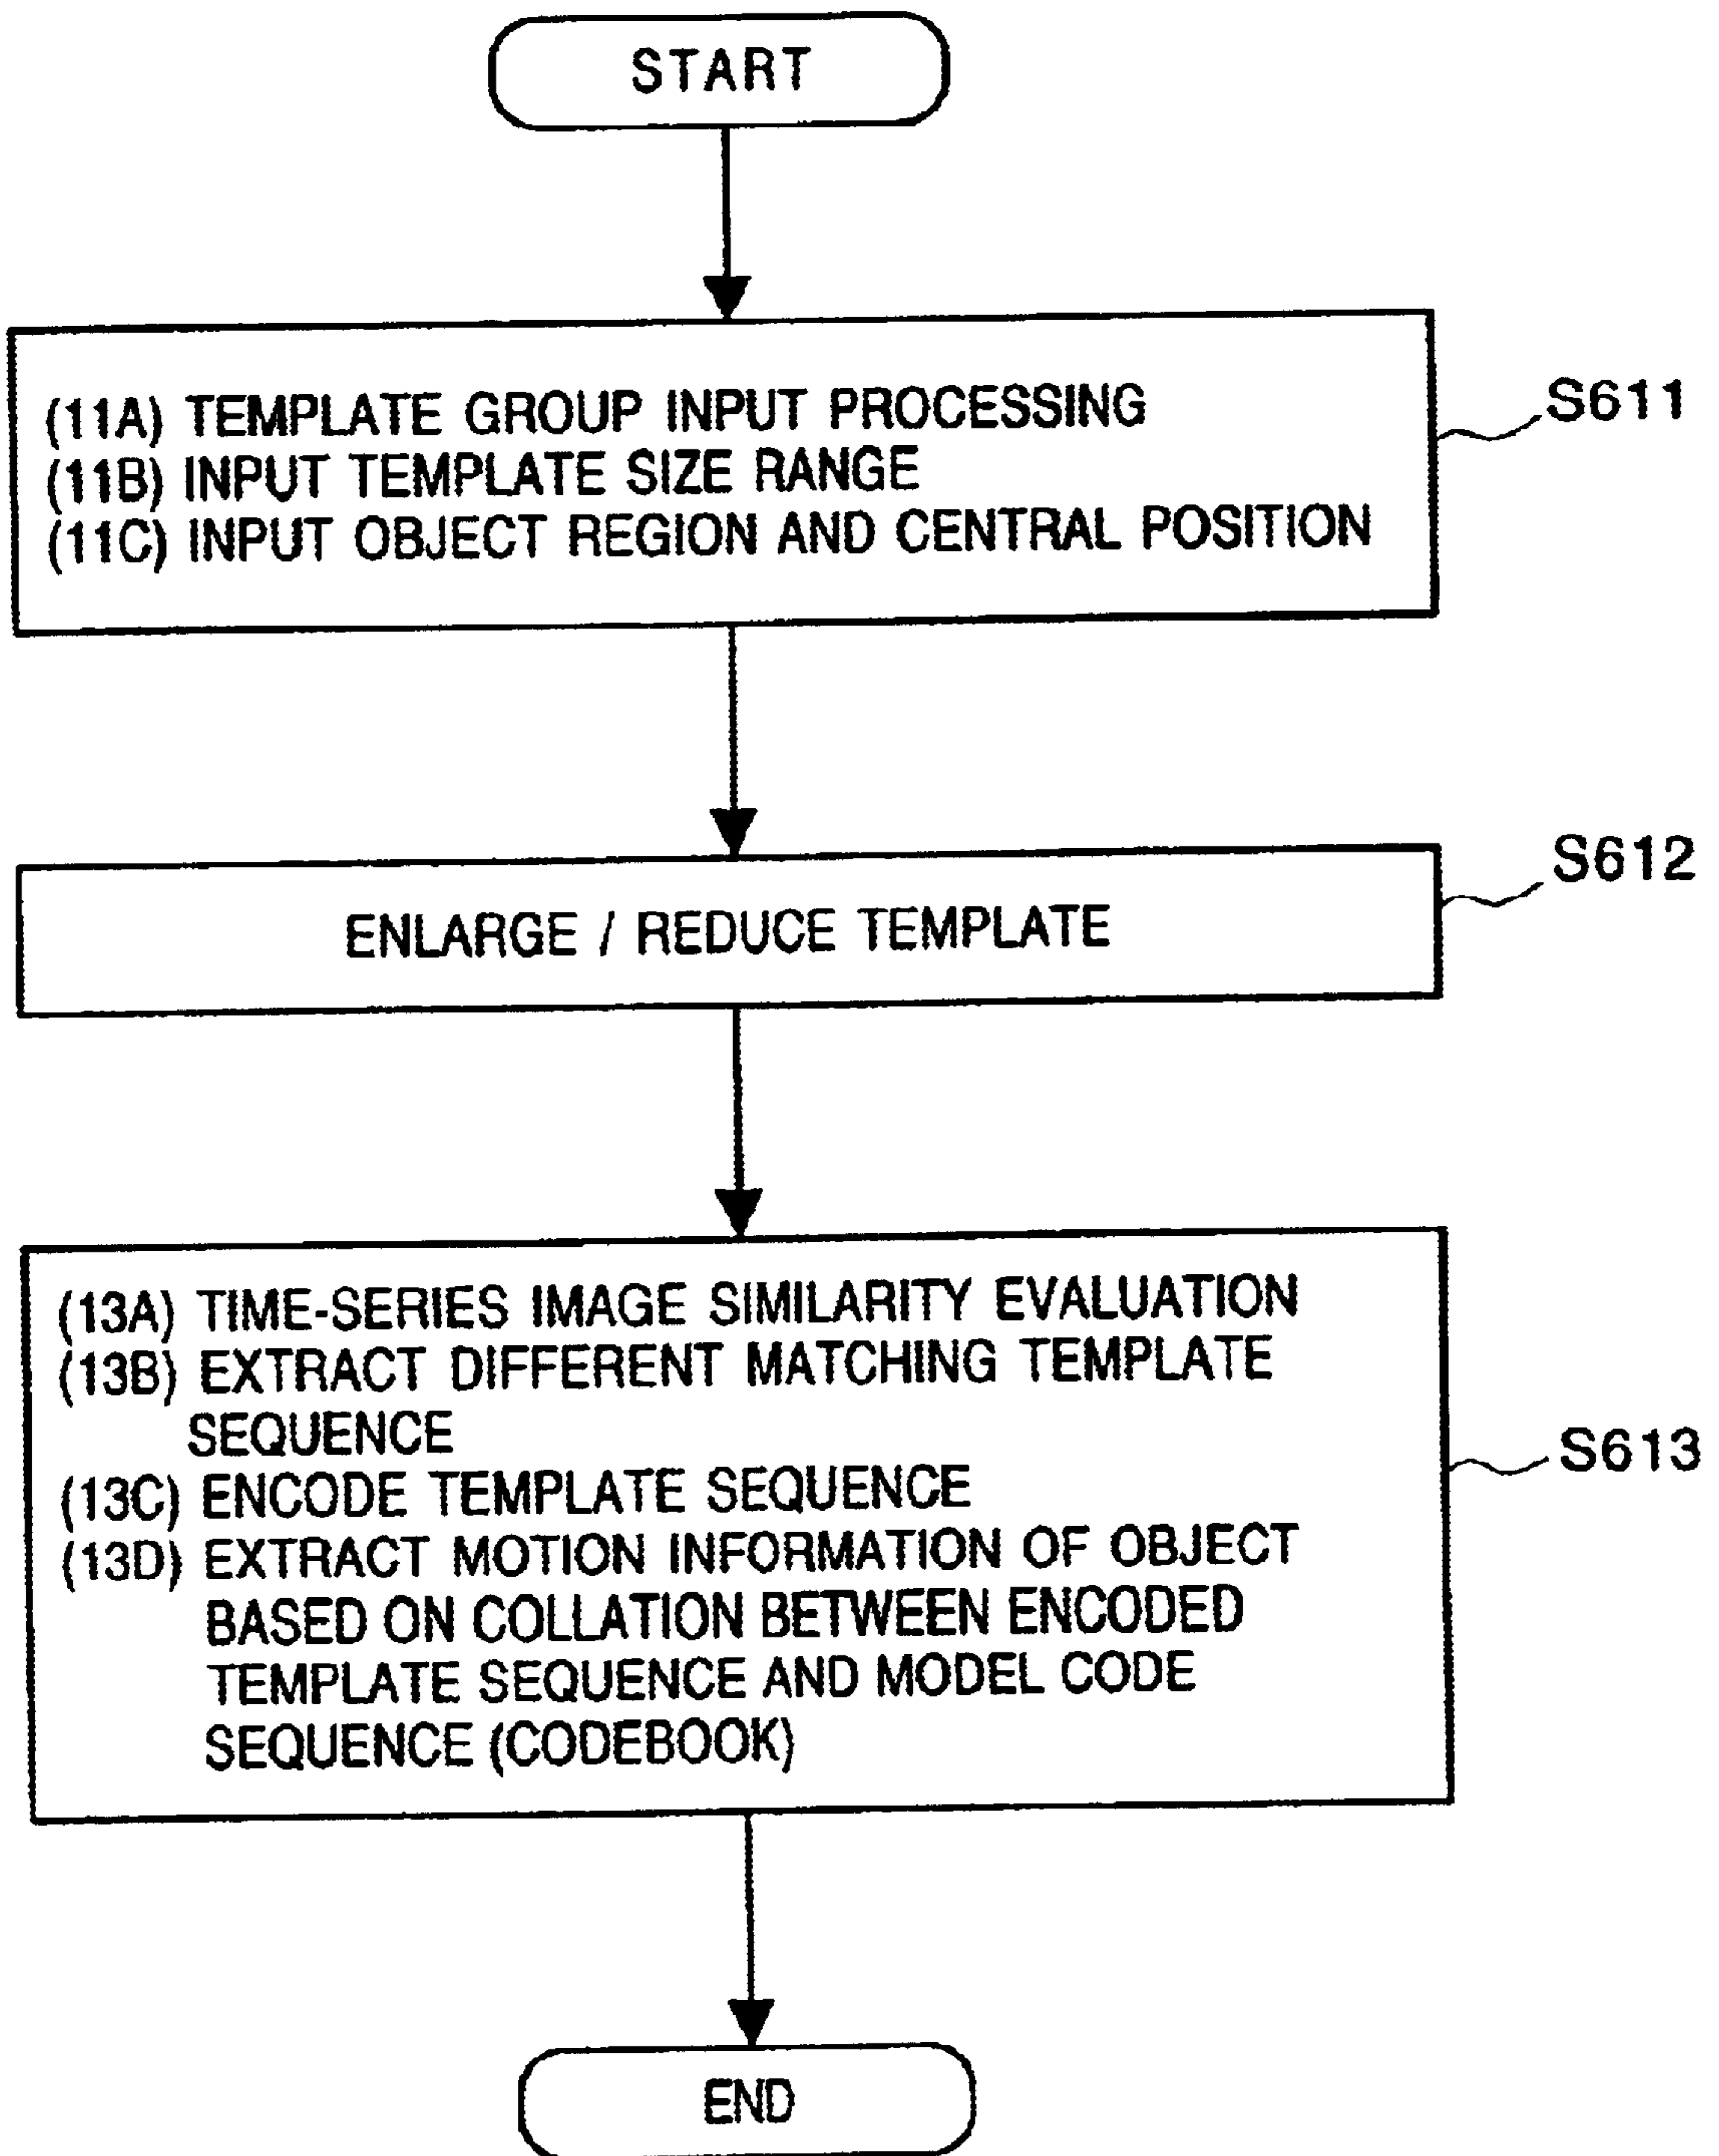 START
(11A) TEMPLATE GROUP INPUT PROCESSING
(11B) INPUT TEMPLATE SIZE RANGE
(11C) INPUT OBJECT REGION AND CENTRAL POSITION
S611
ENLARGE / REDUCE TEMPLATE
S612
(13A) TIME-SERIES IMAGE SIMILARITY EVALUATION
(13B) EXTRACT DIFFERENT MATCHING TEMPLATE
SEQUENCE
(13C) ENCODE TEMPLATE SEQUENCE
(13D) EXTRACT MOTION INFORMATION OF OBJECT
BASED ON COLLATION BETWEEN ENCODED
TEMPLATE SEQUENCE AND MODEL CODE
SEQUENCE (CODEBOOK)
S613
END